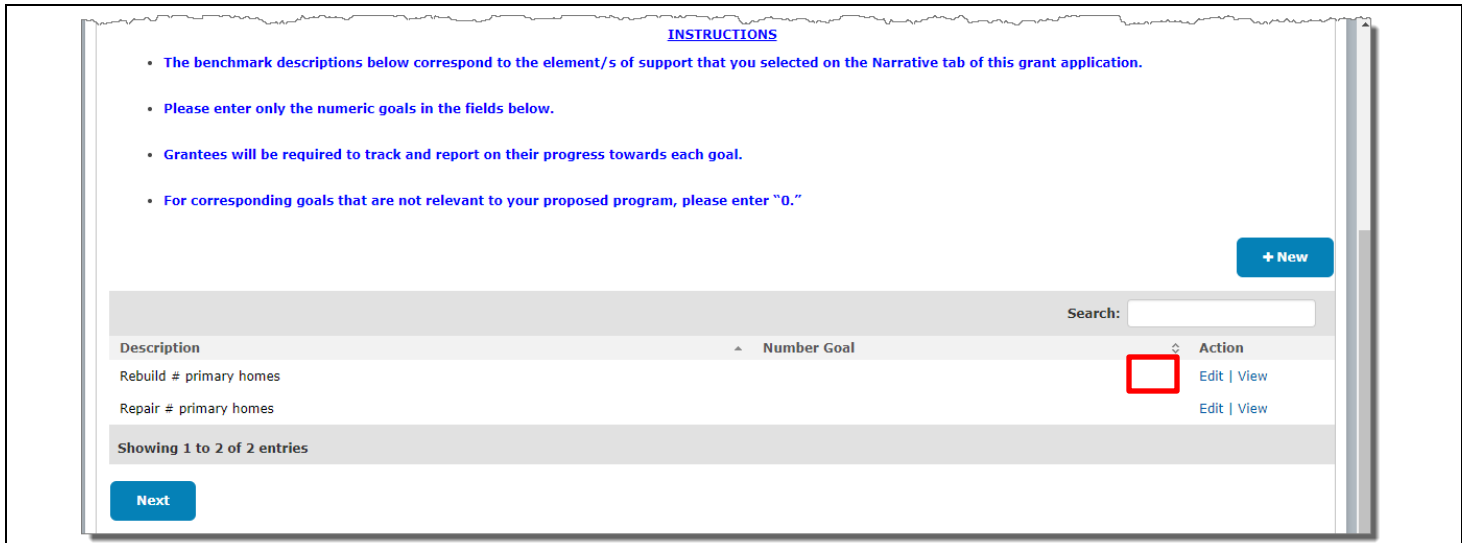 INSTRUCTIONS
• The benchmark descriptions below correspond to the element/s of support that you selected on the Narrative tab of this grant application.
• Please enter only the numeric goals in the fields below.
• Grantees will be required to track and report on their progress towards each goal.
• For corresponding goals that are not relevant to your proposed program, please enter “0.”
+ New
Search:
Description Number Goal Action
Rebuild # primary homes Edit | View
Repair # primary homes Edit | View
Showing 1 to 2 of 2 entries
Next